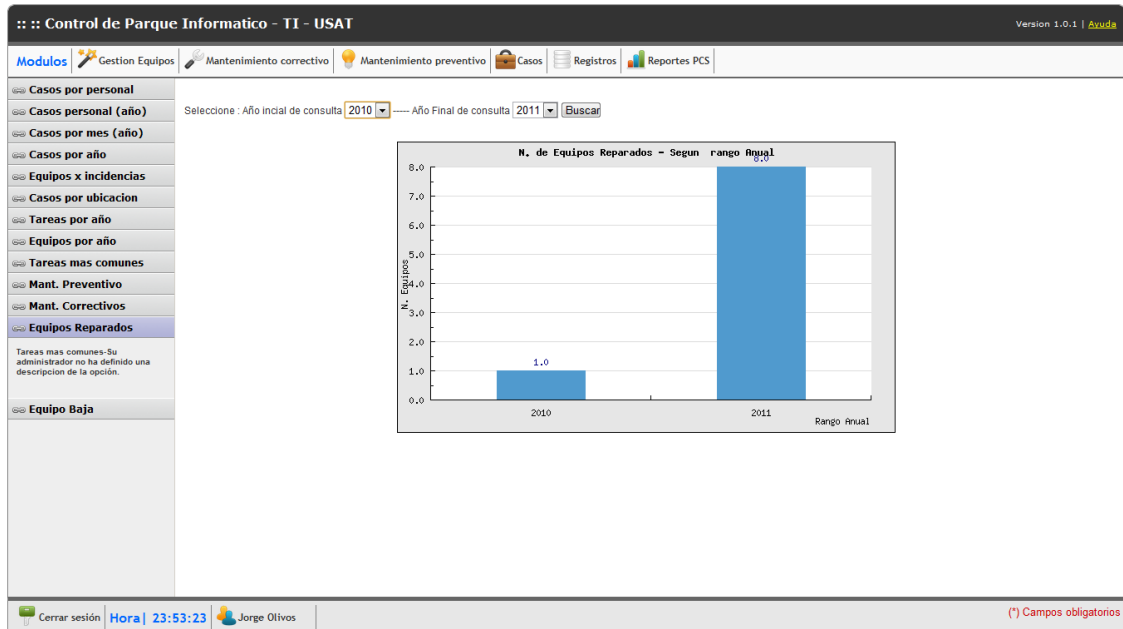 :: :: Control de Parque Informatico - TI - USAT
Version 1.0.1 | Ayuda
Modulos Gestion Equipos Mantenimiento correctivo Mantenimiento preventivo Casos Registros Reportes PCS
Casos por personal
Casos personal (año)
Casos por mes (año)
Casos por año
Equipos x incidencias
Casos por ubicacion
Tareas por año
Equipos por año
Tareas mas comunes
Mant. Preventivo
Mant. Correctivos
Equipos Reparados
Tareas mas comunes-Su
administrador no ha definido una
descripcion de la opción.
Equipo Baja
Seleccione : Año incial de consulta 2010 ----- Año Final de consulta 2011 Buscar
N. de Equipos Reparados - Segun rango Anual
8.0
8.0
7.0
6.0
5.0
4.0
3.0
2.0
1.0
0.0
N. Equipos
1.0
2010
2011
Rango Anual
Cerrar sesión Hora| 23:53:23 Jorge Olivos
(*) Campos obligatorios